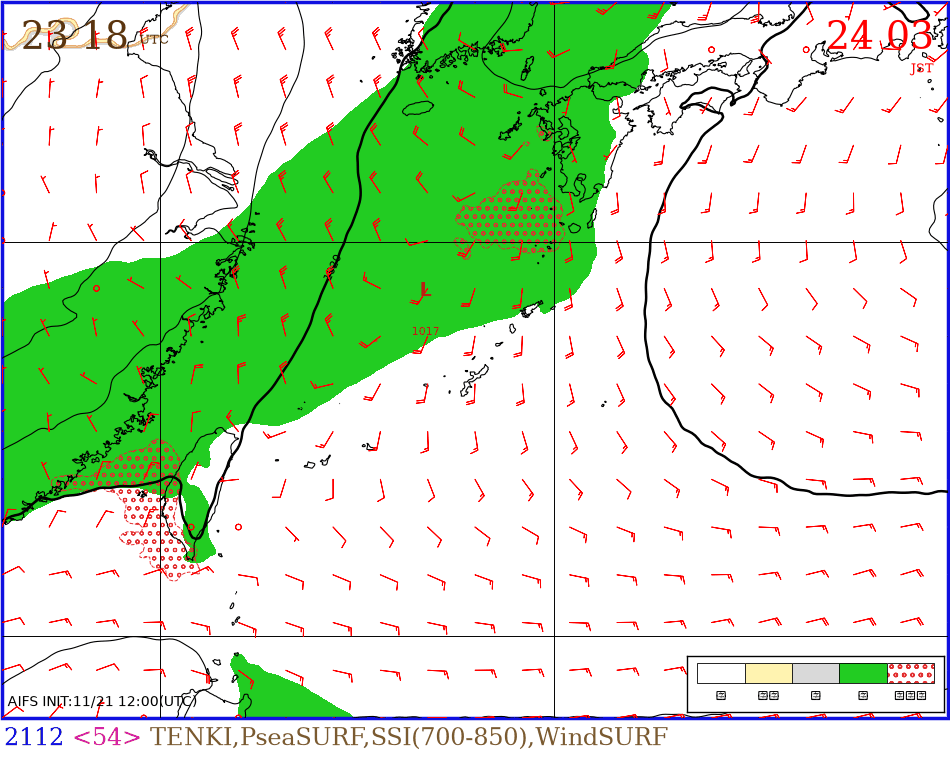 23 18 UTC
24 03
JST
L
1017
AIFS INIT:11/21 12:00(UTC)
2112 <54> TENKI,PseaSURF,SSI(700-850),WindSURF